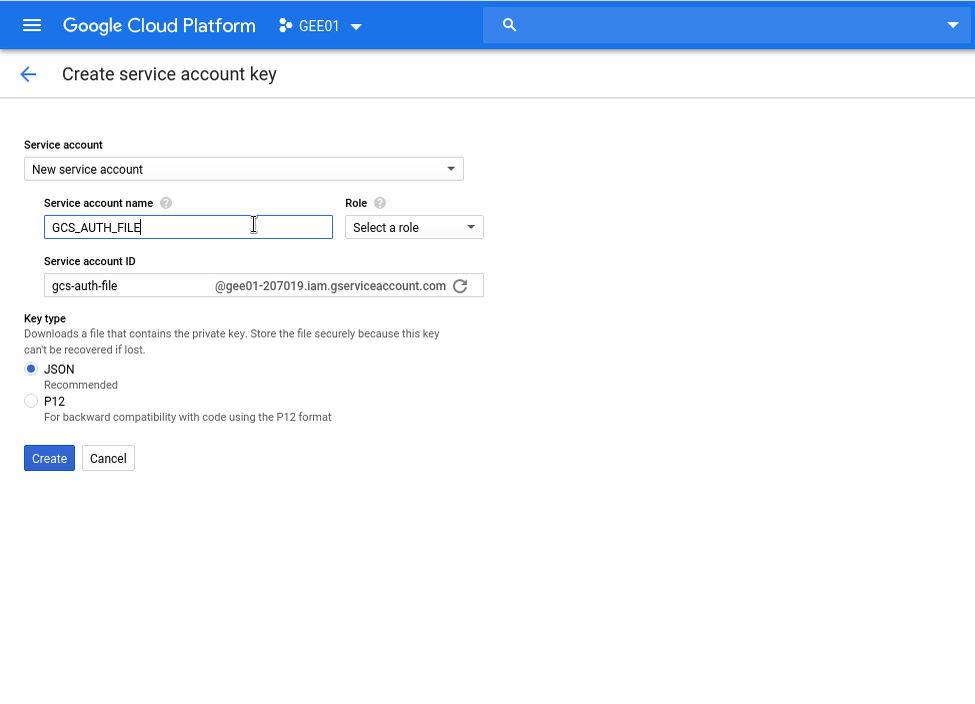 Google Cloud Platform GEE01
Create service account key
Service account
New service account
Service account name ? Role ?
GCS_AUTH_FILE Select a role
Service account ID
gcs-auth-file @gee01-207019.iam.gserviceaccount.com
Key type
Downloads a file that contains the private key. Store the file securely because this key
can't be recovered if lost.
JSON
Recommended
P12
For backward compatibility with code using the P12 format
Create Cancel